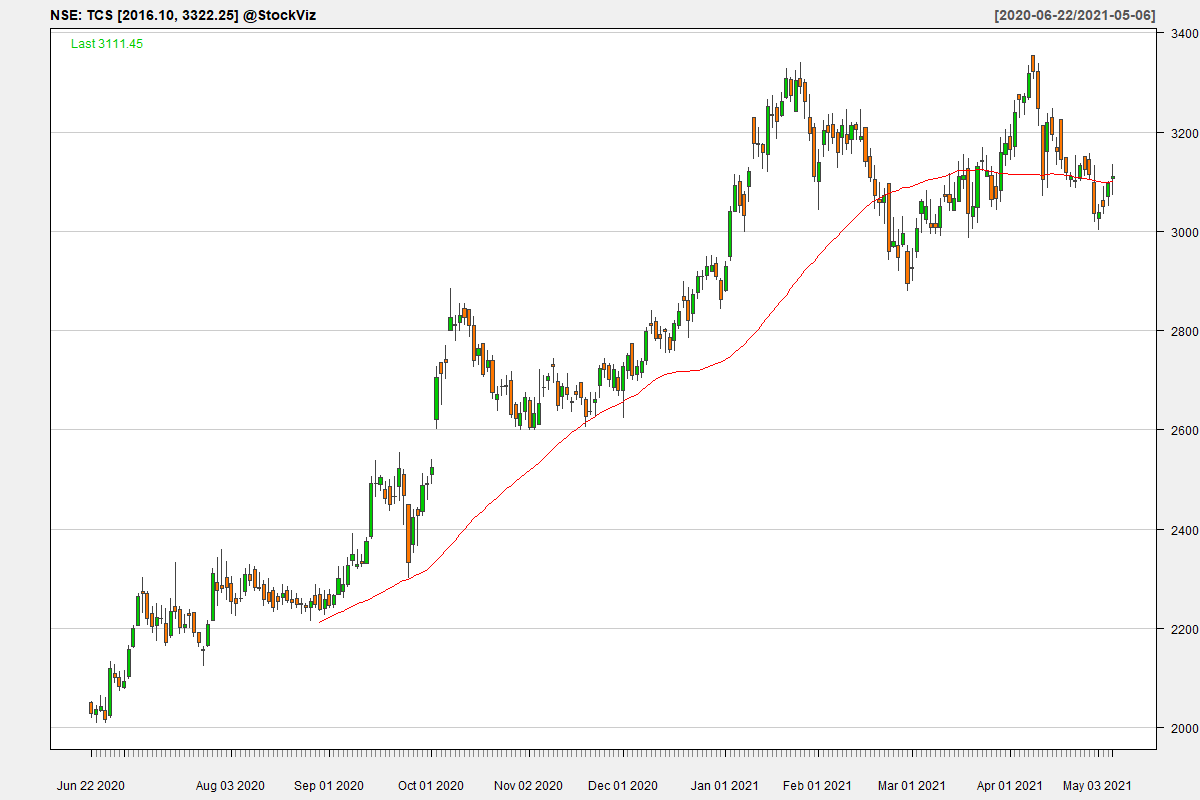 NSE: TCS [2016.10, 3322.25] @StockViz [2020-06-22/2021-05-06]
Last 3111.45
3400
3200
3000
2800
2600
2400
2200
2000
Jun 22 2020 Aug 03 2020 Sep 01 2020 Oct 01 2020 Nov 02 2020 Dec 01 2020 Jan 01 2021 Feb 01 2021 Mar 01 2021 Apr 01 2021 May 03 2021